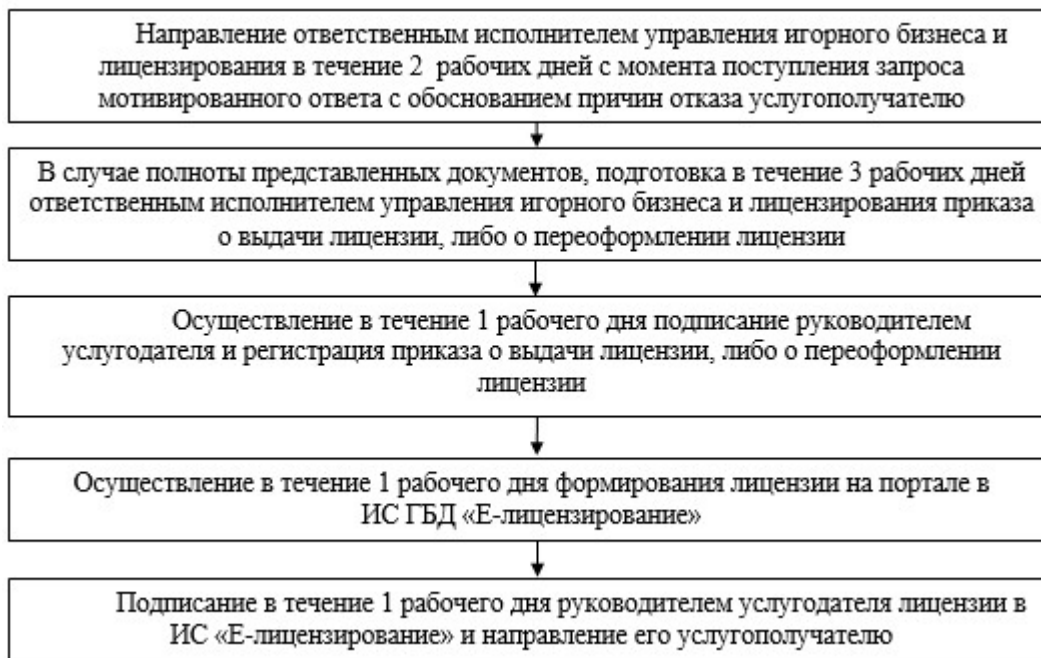 Направление ответственным исполнителем управления игорного бизнеса и
лицензирования в течение 2 рабочих дней с момента поступления запроса
мотивированного ответа с обоснованием причин отказа услугополучателю
В случае полноты представленных документов, подготовка в течение 3 рабочих дней
ответственным исполнителем управления игорного бизнеса и лицензирования приказа
о выдачи лицензии, либо о переоформлении лицензии
Осуществление в течение 1 рабочего дня подписание руководителем
услугодателя и регистрация приказа о выдачи лицензии, либо о переоформлении
лицензии
Осуществление в течение 1 рабочего дня формирования лицензии на портале в
ИС ГБД «Е-лицензирование»
Подписание в течение 1 рабочего дня руководителем услугодателя лицензии в
ИС «Е-лицензирование» и направление его услугополучателю